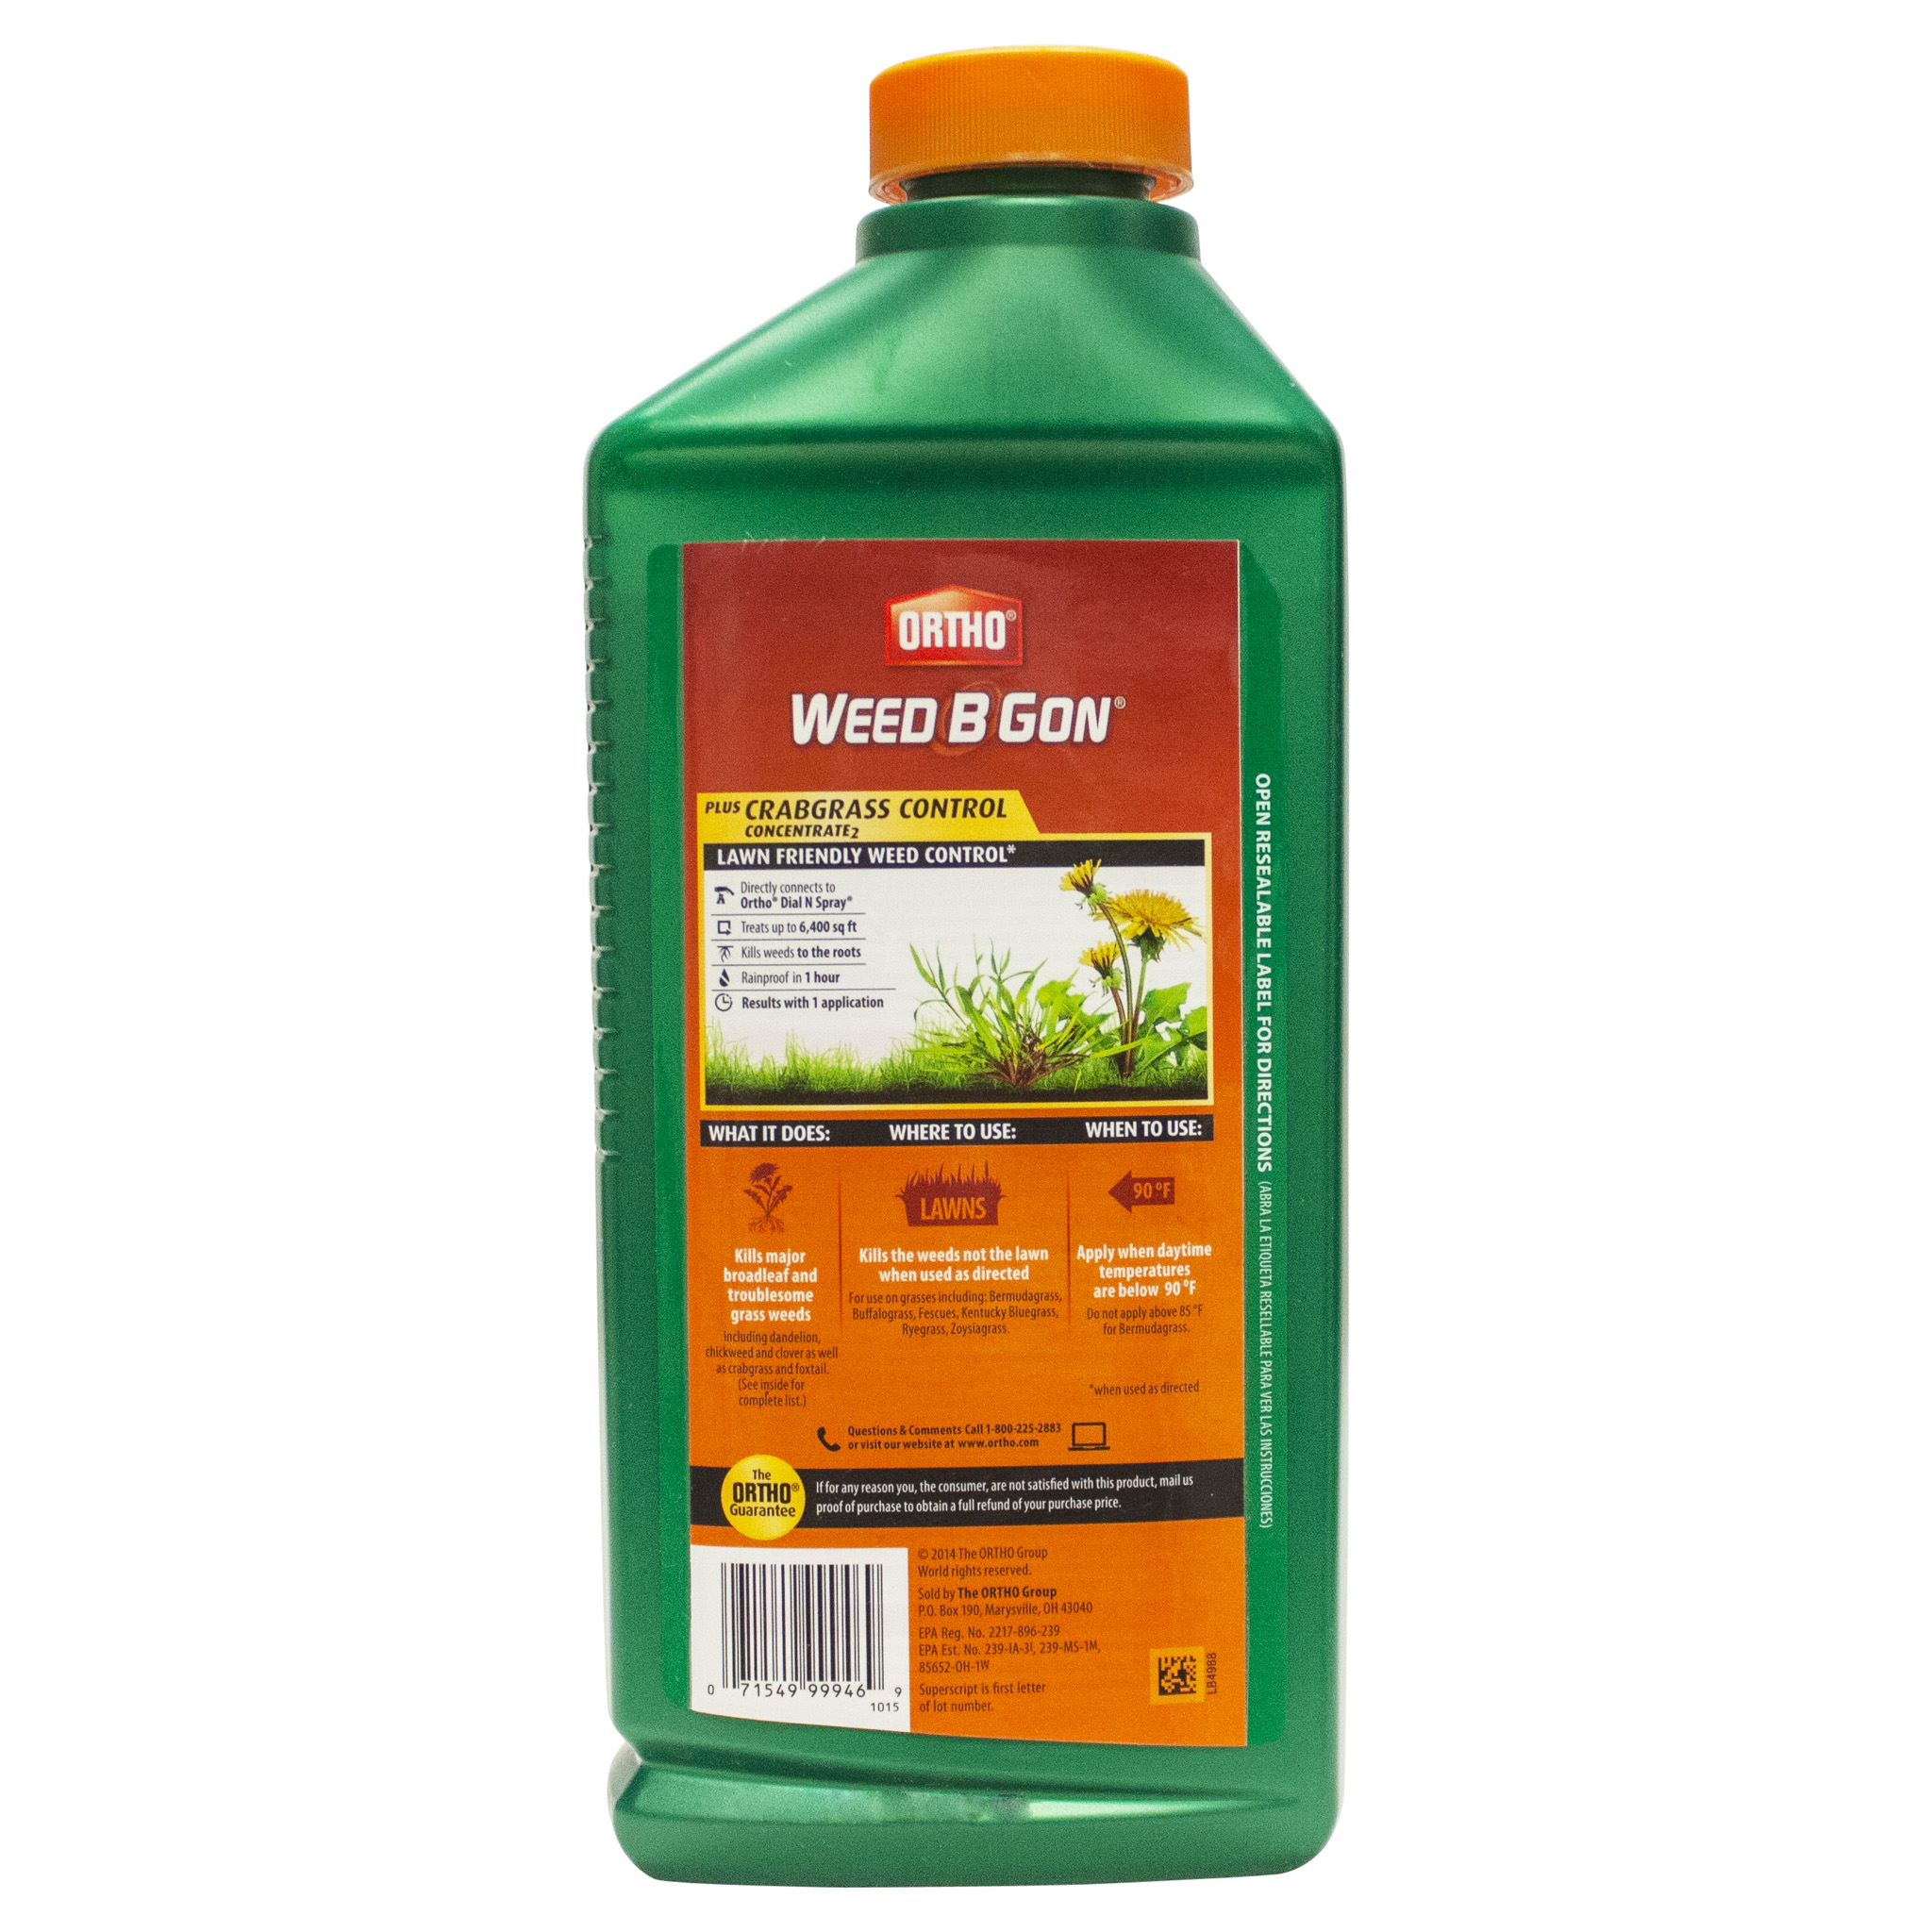 ORTHO®
WEED B GON®
PLUS CRABGRASS CONTROL
CONCENTRATE2
LAWN FRIENDLY WEED CONTROL*
Directly connects to
Ortho® Dial N Spray®
Treats up to 6,400 sq ft
Kills weeds to the roots
Rainproof in 1 hour
Results with 1 application
WHAT IT DOES:
Kills major
broadleaf and
troublesome
grass weeds
including dandelion,
chickweed and clover as well
as crabgrass and foxtail.
(See inside for
complete list.)
WHERE TO USE:
LAWNS
Kills the weeds not the lawn
when used as directed
For use on grasses including: Bermudagrass,
Buffalograss, Fescues, Kentucky Bluegrass,
Ryegrass, Zoysiagrass.
WHEN TO USE:
90 °F
Apply when daytime
temperatures
are below 90 °F
Do not apply above 85 °F
for Bermudagrass.
*when used as directed
Questions & Comments Call 1-800-225-2883
or visit our website at www.ortho.com
The
ORTHO®
Guarantee
If for any reason you, the consumer, are not satisfied with this product, mail us
proof of purchase to obtain a full refund of your purchase price.
0 71549 99946 9
1015
© 2014 The ORTHO Group
World rights reserved.
Sold by The ORTHO Group
P.O. Box 190, Marysville, OH 43040
EPA Reg. No. 2217-896-239
EPA Est. No. 239-IA-3I, 239-MS-1M,
85652-OH-1W
Superscript is first letter
of lot number.
LB4988
OPEN RESEALABLE LABEL FOR DIRECTIONS (ABRA LA ETIQUETA RESELLABLE PARA VER LAS INSTRUCCIONES)